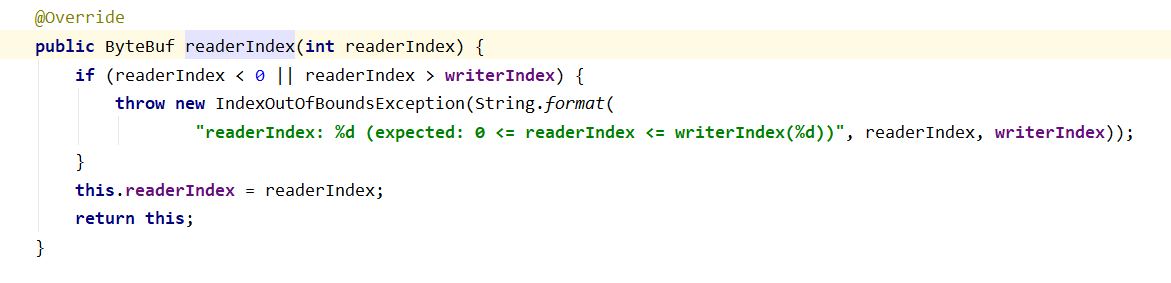 @Override
public ByteBuf readerIndex(int readerIndex) {
if (readerIndex < 0 || readerIndex > writerIndex) {
throw new IndexOutOfBoundsException(String.format(
"readerIndex: %d (expected: 0 <= readerIndex <= writerIndex(%d))", readerIndex, writerIndex));
}
this.readerIndex = readerIndex;
return this;
}